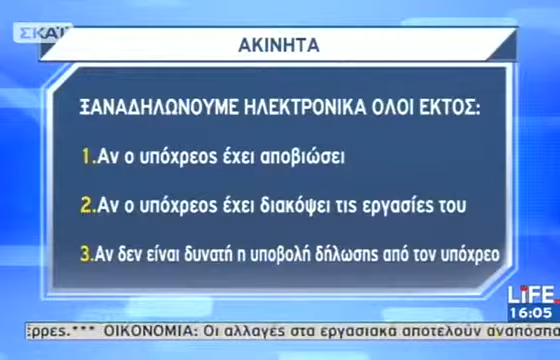 ΣΚΑΪ
ΑΚΙΝΗΤΑ
ΞΑΝΑΔΗΛΩΝΟΥΜΕ ΗΛΕΚΤΡΟΝΙΚΑ ΟΛΟΙ ΕΚΤΟΣ:
1.Αν ο υπόχρεος έχει αποβιώσει
2.Αν ο υπόχρεος έχει διακόψει τις εργασίες του
3.Αν δεν είναι δυνατή η υποβολή δήλωσης από τον υπόχρεο
LiFE
16:05
ΟΙΚΟΝΟΜΙΑ: Οι αλλαγές στα εργασιακά αποτελούν